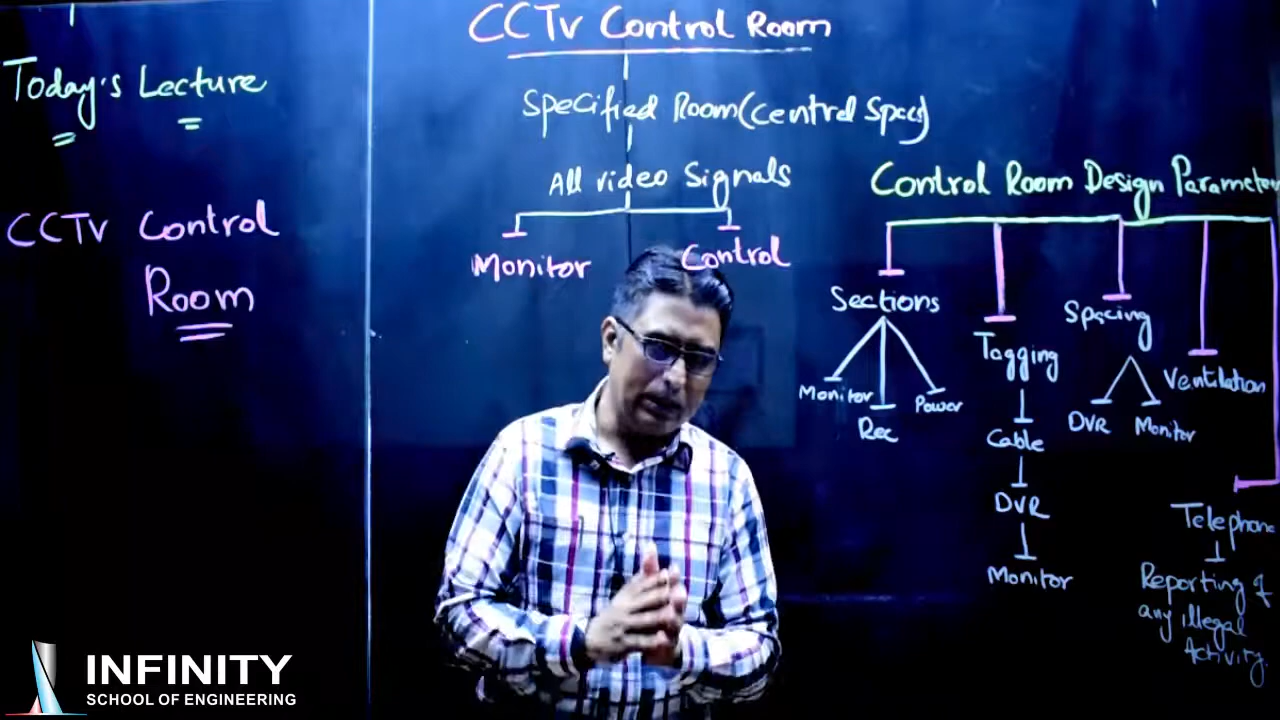 Today's Lecture
CCTV Control
Room
CCTV Control Room
Specified Room (Central Space)
All video Signals
Monitor
Control
Control Room Design Parameter
Sections
Monitor
Rec
Power
Tagging
Cable
DVR
Monitor
Spacing
DVR
Monitor
Ventilation
Telephone
Reporting of
any illegal
Activity.
INFINITY
SCHOOL OF ENGINEERING